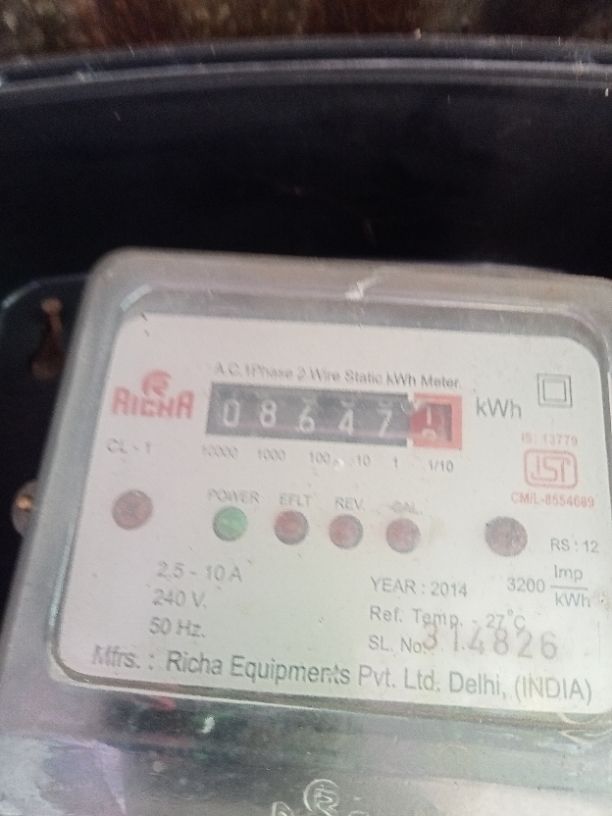 A.C. 1Phase 2 Wire Static kWh Meter.
RICHA
0 8 6 4 7
kWh
CL - 1
10000 1000 100 10 1 1/10
IS: 13779
ISI
CM/L-8554689
POWER EFLT REV. CAL.
RS : 12
2.5 - 10 A
240 V.
50 Hz.
YEAR : 2014
3200 Imp
kWh
Ref. Temp. - 27°C
SL. No. 314826
Mfrs. : Richa Equipments Pvt. Ltd. Delhi, (INDIA)